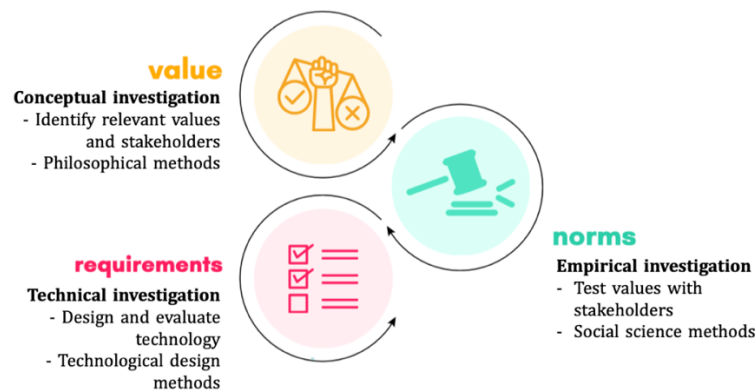 value
Conceptual investigation
- Identify relevant values
and stakeholders
- Philosophical methods
norms
Empirical investigation
- Test values with
stakeholders
- Social science methods
requirements
Technical investigation
- Design and evaluate
technology
- Technological design
methods